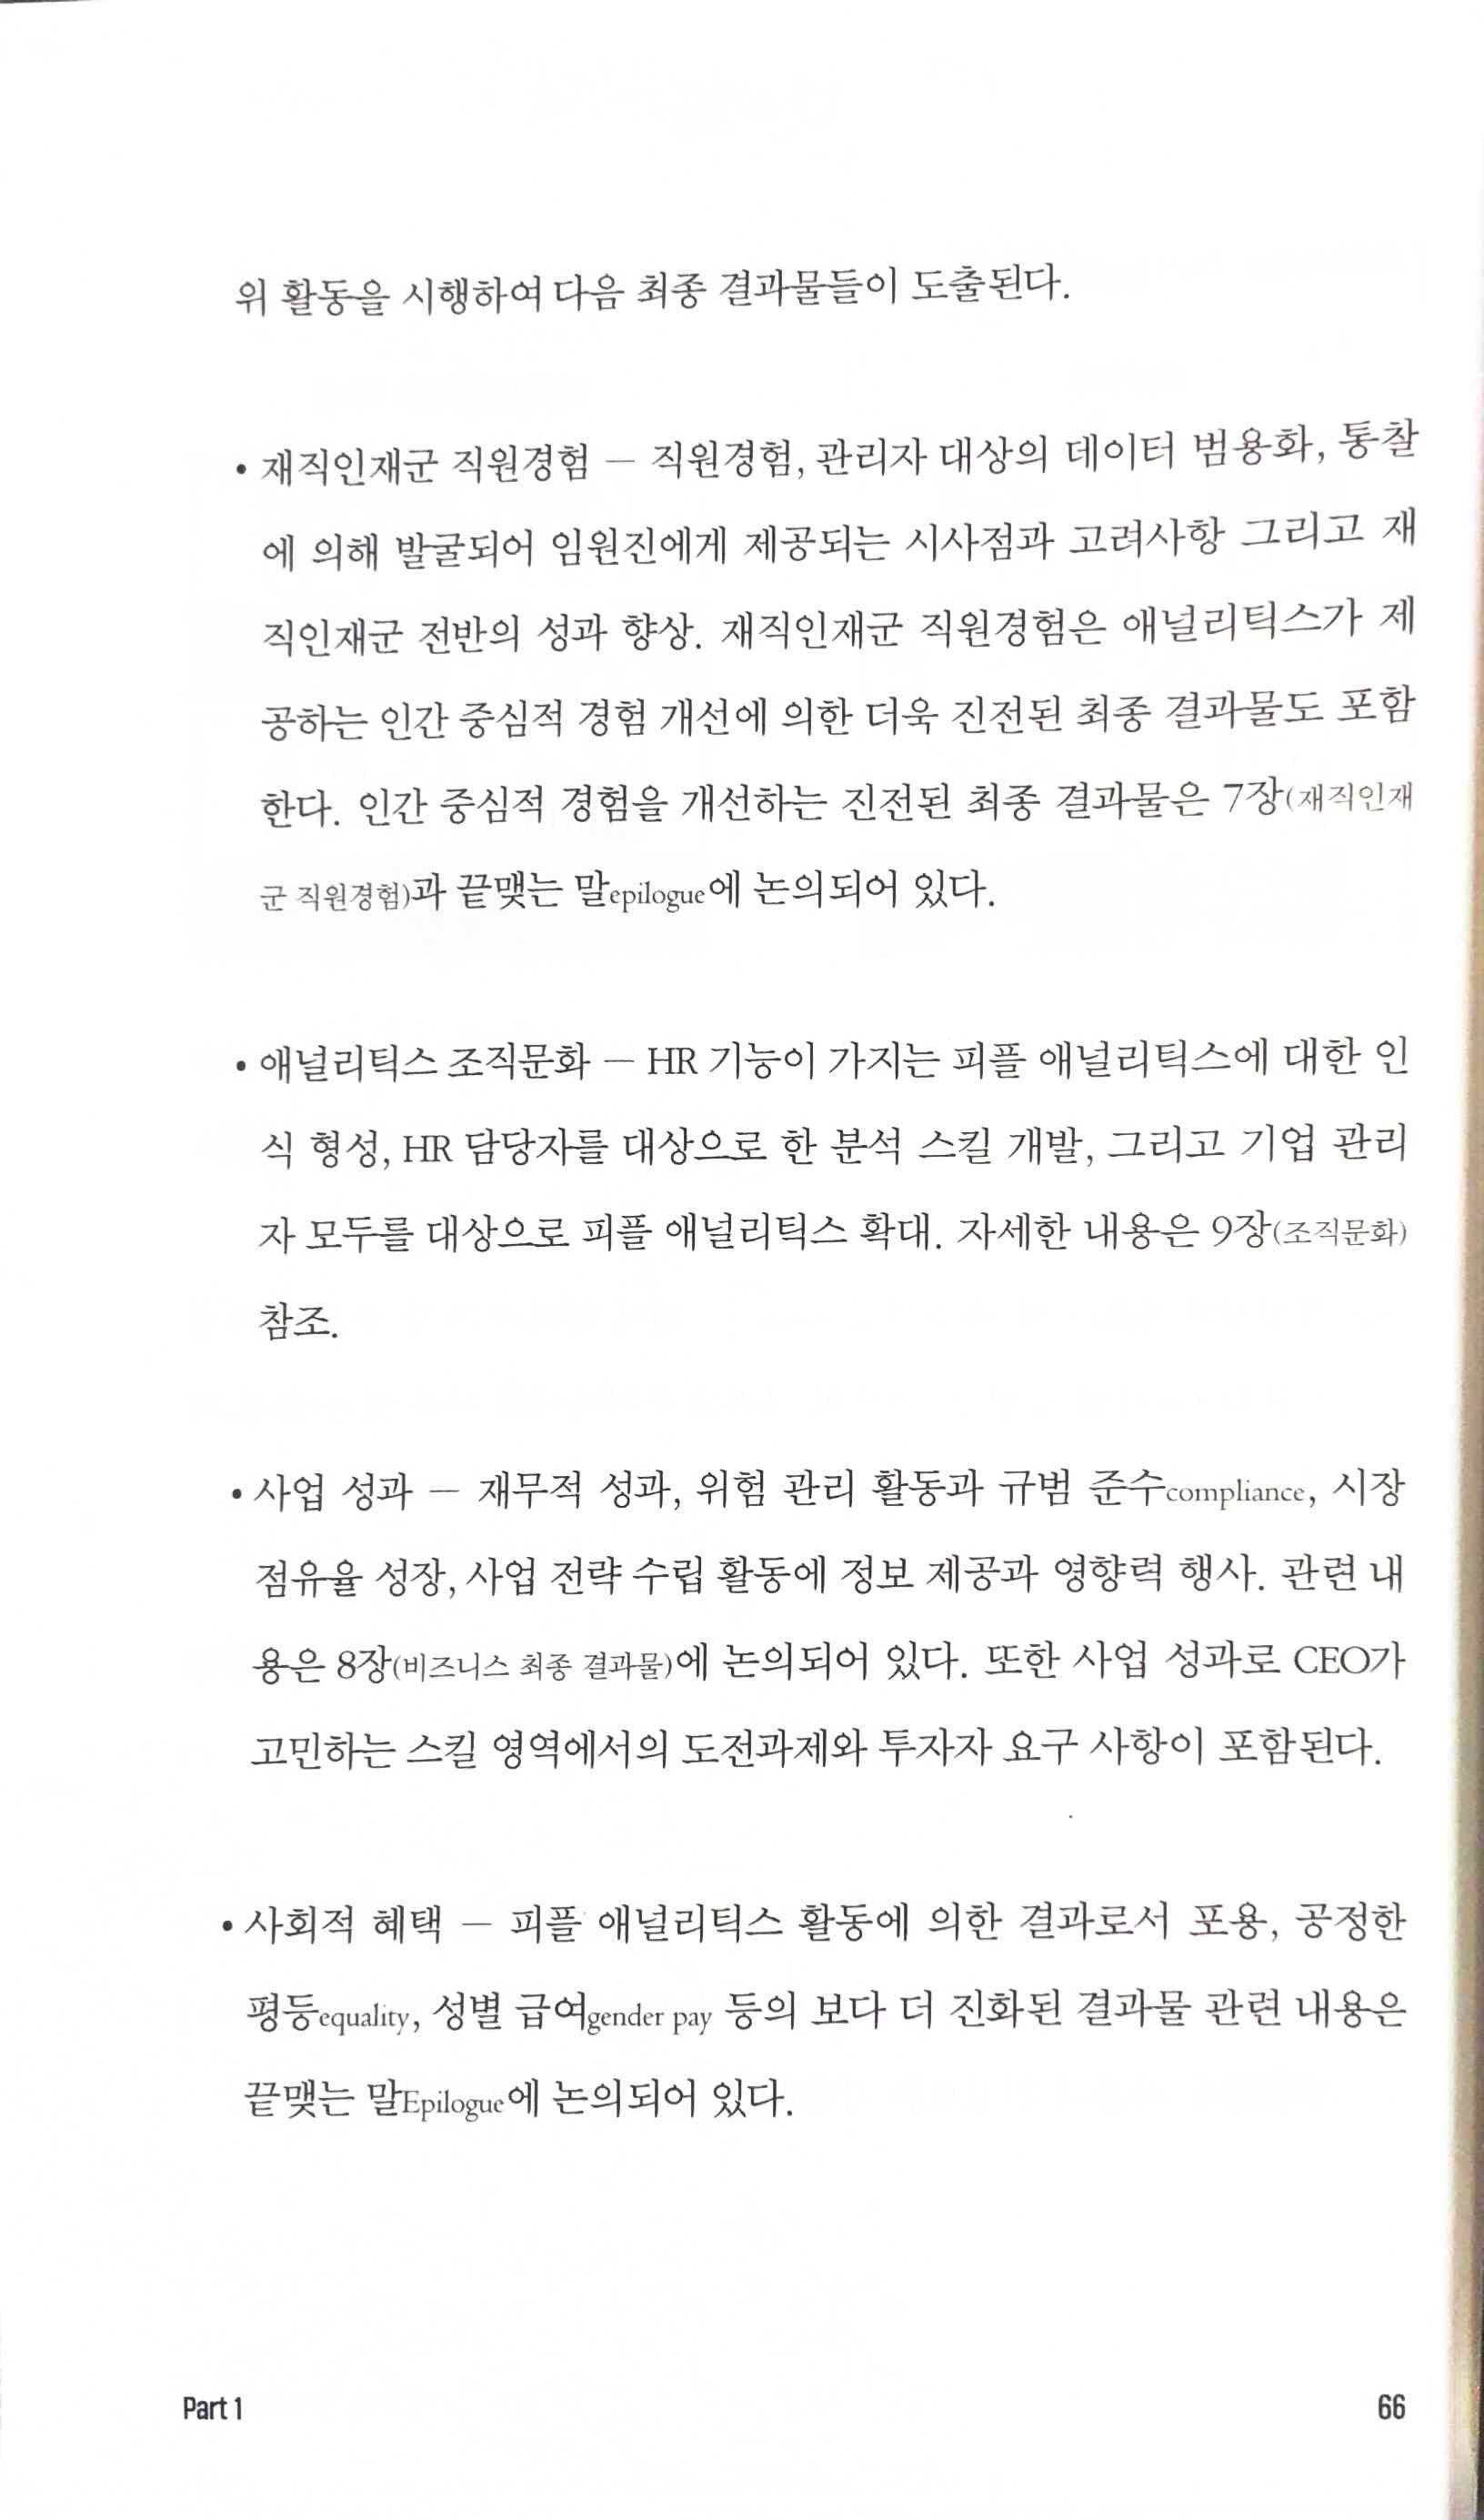 위 활동을 시행하여 다음 최종 결과물들이 도출된다.
• 재직인재군 직원경험 – 직원경험, 관리자 대상의 데이터 범용화, 통찰
에 의해 발굴되어 임원진에게 제공되는 시사점과 고려사항 그리고 재
직인재군 전반의 성과 향상. 재직인재군 직원경험은 애널리틱스가 제
공하는 인간 중심적 경험 개선에 의한 더욱 진전된 최종 결과물도 포함
한다. 인간 중심적 경험을 개선하는 진전된 최종 결과물은 7장(재직인재
군 직원경험)과 끝맺는 말epilogue에 논의되어 있다.
• 애널리틱스 조직문화 – HR 기능이 가지는 피플 애널리틱스에 대한 인
식 형성, HR 담당자를 대상으로 한 분석 스킬 개발, 그리고 기업 관리
자 모두를 대상으로 피플 애널리틱스 확대. 자세한 내용은 9장(조직문화)
참조.
• 사업 성과 – 재무적 성과, 위험 관리 활동과 규범 준수compliance, 시장
점유율 성장, 사업 전략 수립 활동에 정보 제공과 영향력 행사. 관련 내
용은 8장(비즈니스 최종 결과물)에 논의되어 있다. 또한 사업 성과로 CEO가
고민하는 스킬 영역에서의 도전과제와 투자자 요구 사항이 포함된다.
• 사회적 혜택 – 피플 애널리틱스 활동에 의한 결과로서 포용, 공정한
평등equality, 성별 급여gender pay 등의 보다 더 진화된 결과물 관련 내용은
끝맺는 말Epilogue에 논의되어 있다.
Part 1
66